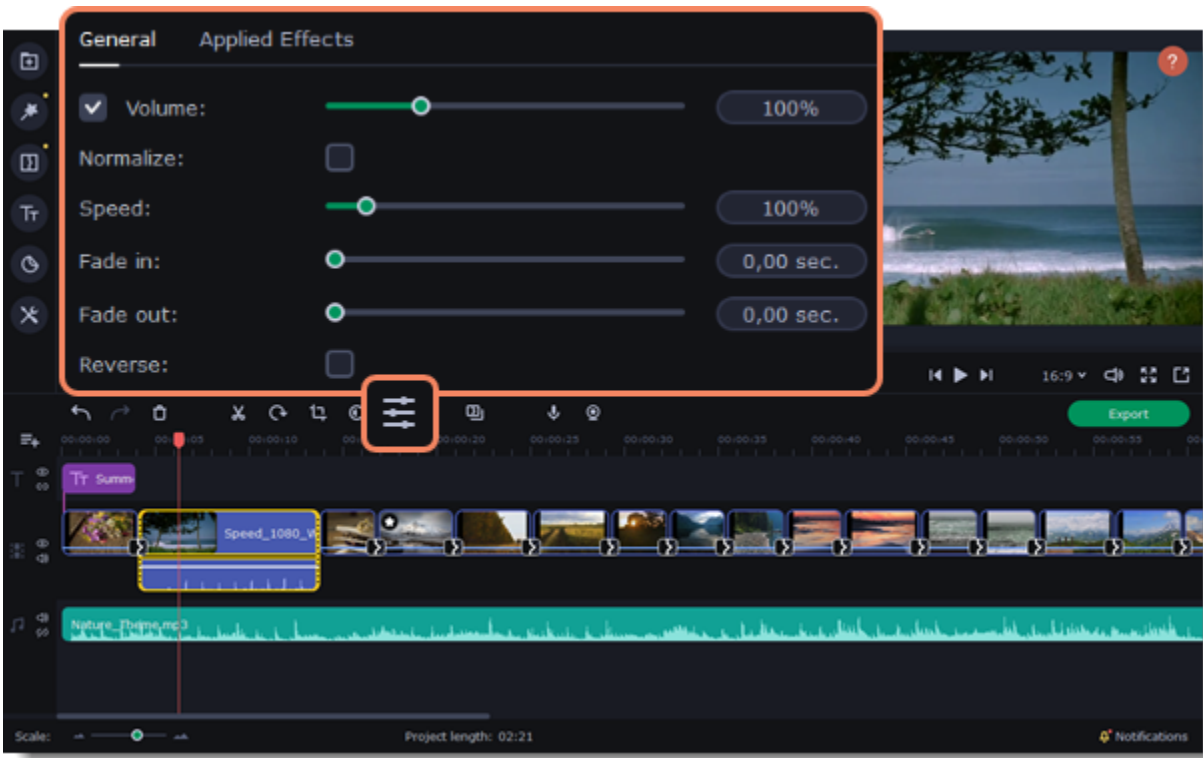 General Applied Effects
?
Volume: 100%
Normalize:
Speed: 100%
Fade in: 0,00 sec.
Fade out: 0,00 sec.
Reverse:
16:9
Export
00:00:00 00:00:10 00:00:20 00:00:25 00:00:30 00:00:35 00:00:40 00:00:45 00:00:50 00:00:55
Tт Summ
Speed_1080_
Nature_Theme.mp3
Scale: Project length: 02:21 Notifications